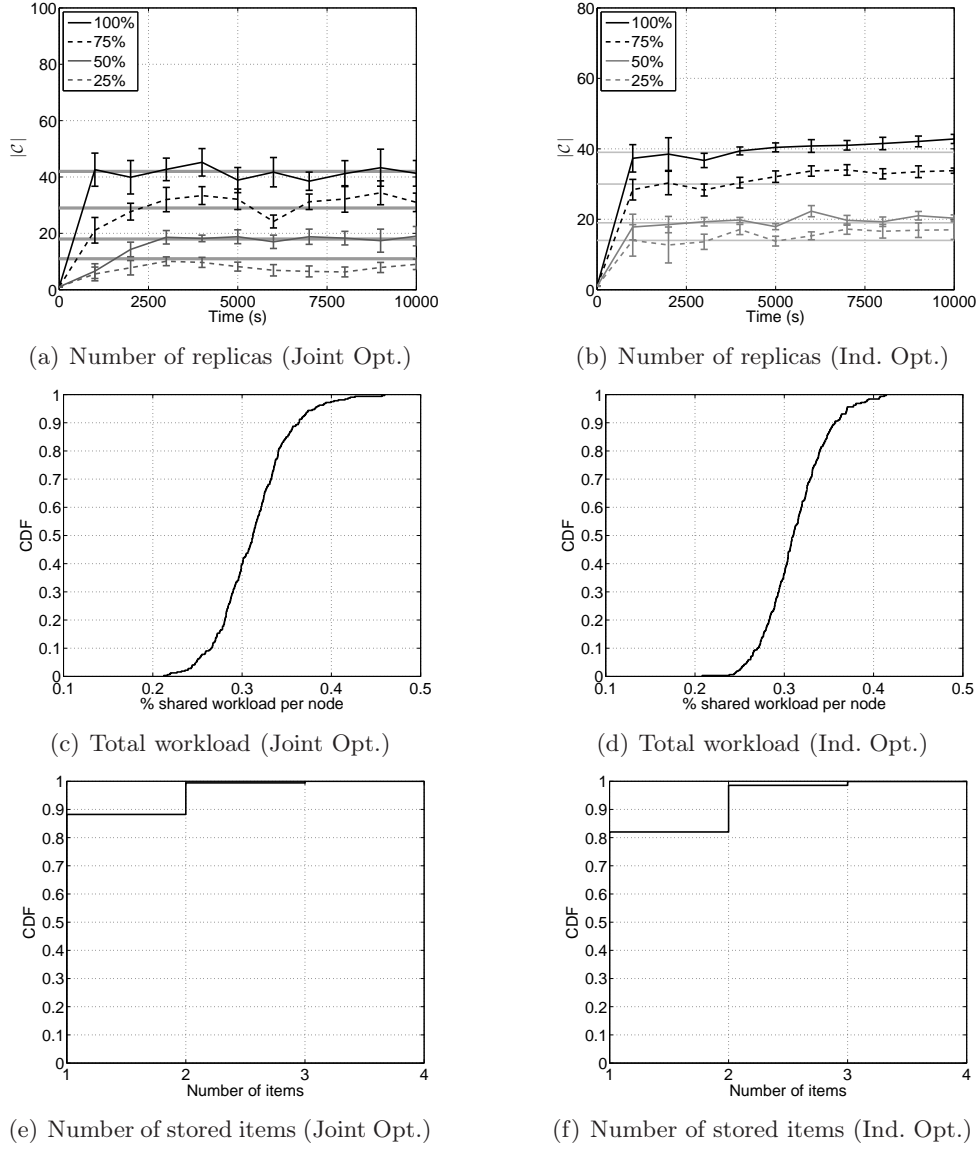 100%
75%
50%
25%
|C|
100
80
60
40
20
0
0 2500 5000 7500 10000
Time (s)
(a) Number of replicas (Joint Opt.)
100%
75%
50%
25%
|C|
80
60
40
20
0
0 2500 5000 7500 10000
Time (s)
(b) Number of replicas (Ind. Opt.)
CDF
1
0.9
0.8
0.7
0.6
0.5
0.4
0.3
0.2
0.1
0
0.1 0.2 0.3 0.4 0.5
% shared workload per node
(c) Total workload (Joint Opt.)
CDF
1
0.9
0.8
0.7
0.6
0.5
0.4
0.3
0.2
0.1
0
0.1 0.2 0.3 0.4 0.5
% shared workload per node
(d) Total workload (Ind. Opt.)
CDF
1
0.9
0.8
0.7
0.6
0.5
0.4
0.3
0.2
0.1
0
1 2 3 4
Number of items
(e) Number of stored items (Joint Opt.)
CDF
1
0.9
0.8
0.7
0.6
0.5
0.4
0.3
0.2
0.1
0
1 2 3 4
Number of items
(f) Number of stored items (Ind. Opt.)